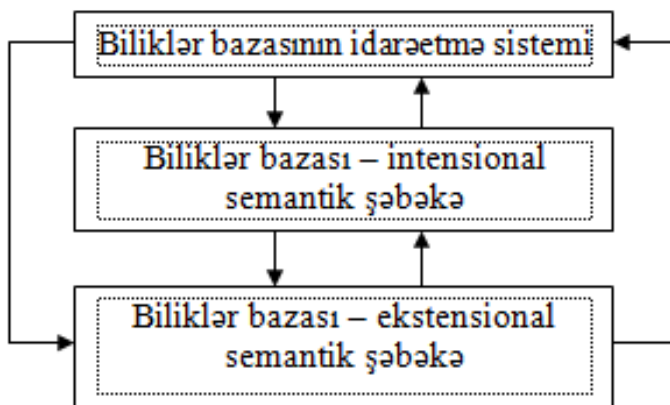 Biliklər bazasının idarəetmə sistemi
Biliklər bazası – intensional
semantik şəbəkə
Biliklər bazası – ekstensional
semantik şəbəkə